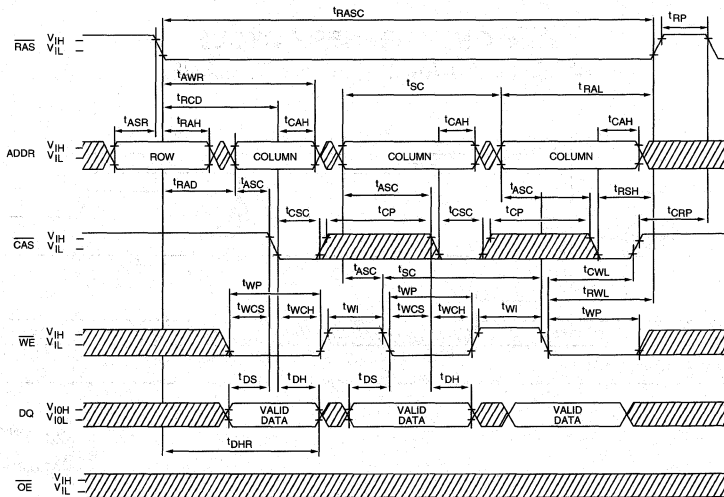 tRASC
tRP
RAS
VIH
VIL
tAWR
tRCD
tSC
tRAL
tASR
tRAH
tCAH
tCAH
tCAH
ADDR
VIH
VIL
ROW
COLUMN
COLUMN
COLUMN
tRAD
tASC
tASC
tASC
tRSH
tCSC
tCP
tCSC
tCP
tCRP
CAS
VIH
VIL
tASC
tSC
tCWL
tWP
tWP
tRWL
tWCS
tWCH
tWI
tWCS
tWCH
tWI
tWP
WE
VIH
VIL
tDS
tDH
tDS
tDH
DQ
VIOH
VIOL
VALID
DATA
VALID
DATA
VALID
DATA
tDHR
OE
VIH
VIL